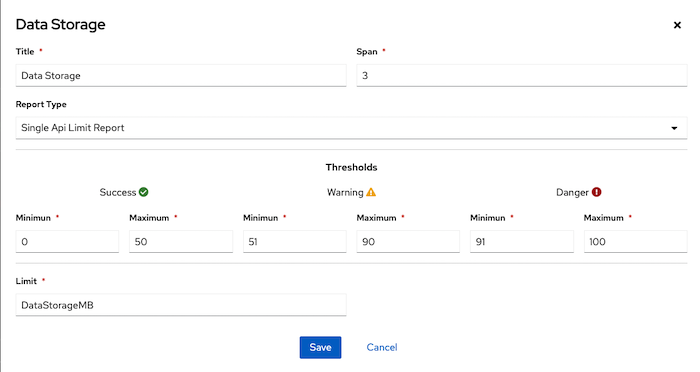 Data Storage
Title * Span *
Data Storage 3
Report Type
Single Api Limit Report
Thresholds
Success Warning Danger
Minimun * Maximum * Minimun * Maximum * Minimun * Maximum *
0 50 51 90 91 100
Limit *
DataStorageMB
Save Cancel